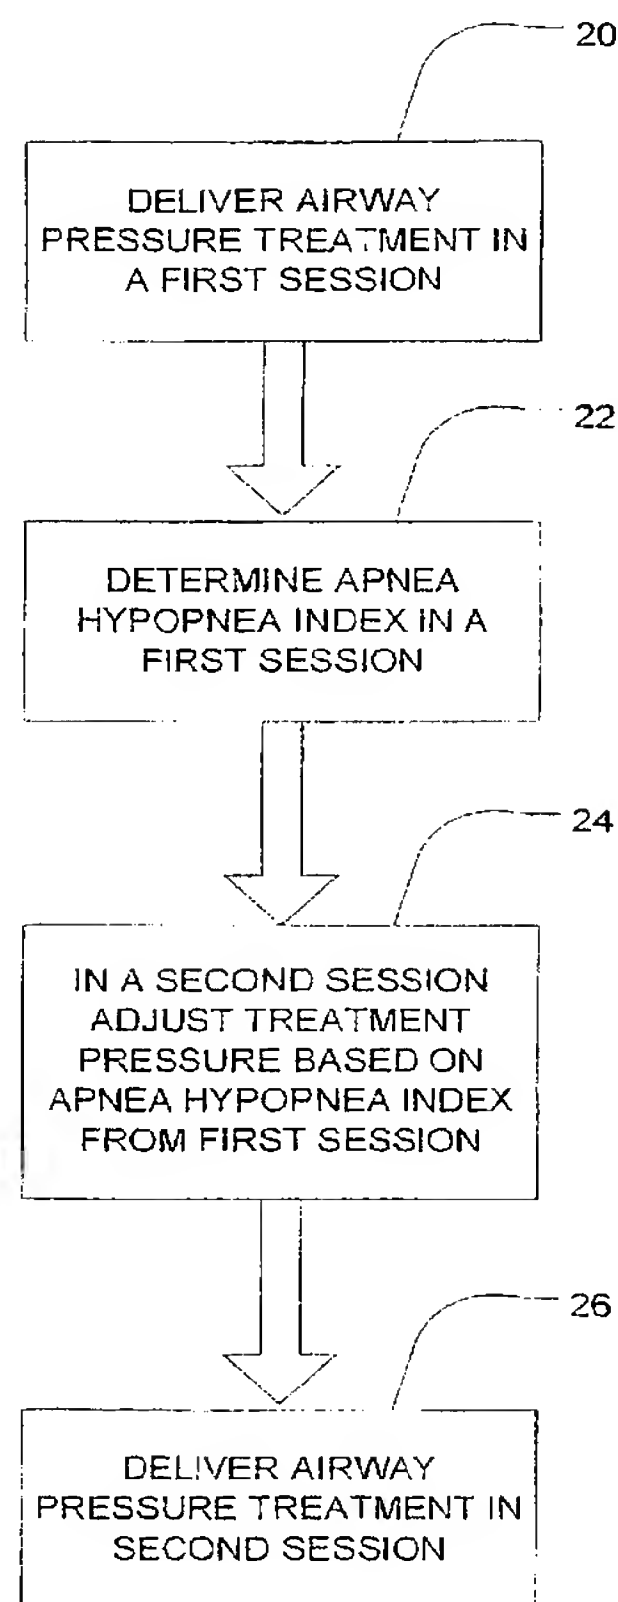 20
DELIVER AIRWAY
PRESSURE TREATMENT IN
A FIRST SESSION
22
DETERMINE APNEA
HYPOPNEA INDEX IN A
FIRST SESSION
24
IN A SECOND SESSION
ADJUST TREATMENT
PRESSURE BASED ON
APNEA HYPOPNEA INDEX
FROM FIRST SESSION
26
DELIVER AIRWAY
PRESSURE TREATMENT IN
SECOND SESSION